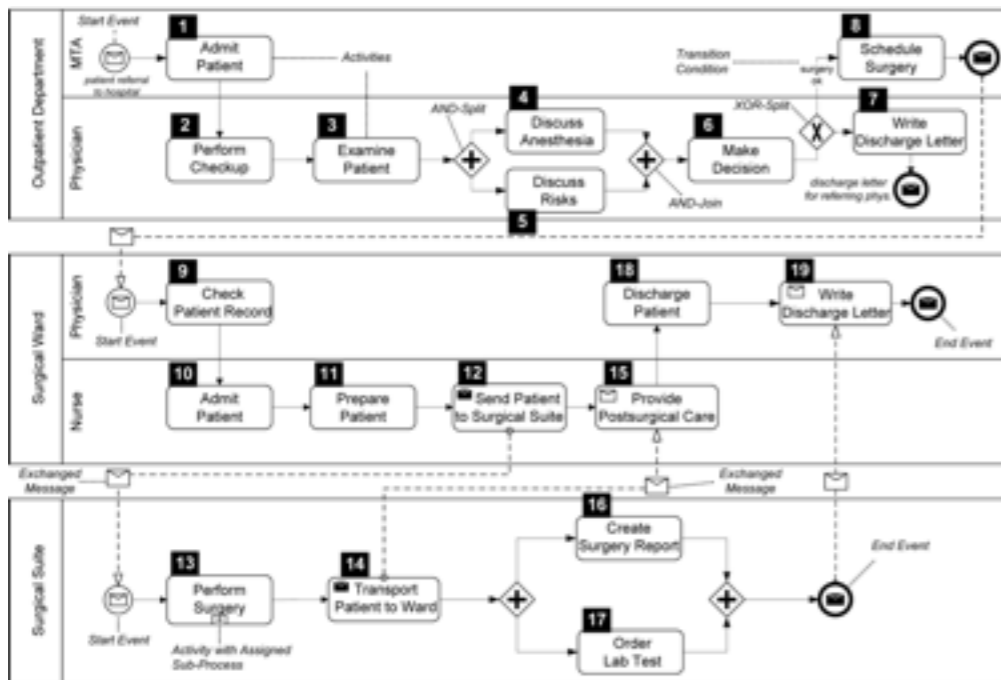 Outpatient Department
MTA
Start Event
patient referral
to hospital
1
Admit
Patient
Activities
Transition
Condition
surgery
ok
8
Schedule
Surgery
Physician
2
Perform
Checkup
3
Examine
Patient
AND-Split
4
Discuss
Anesthesia
Discuss
Risks
5
AND-Join
6
Make
Decision
XOR-Split
X
7
Write
Discharge Letter
discharge letter
for referring phys.
Surgical Ward
Physician
Start Event
9
Check
Patient Record
18
Discharge
Patient
19
Write
Discharge Letter
End Event
Nurse
10
Admit
Patient
11
Prepare
Patient
12
Send Patient
to Surgical Suite
15
Provide
Postsurgical Care
Exchanged
Message
Exchanged
Message
Surgical Suite
Start Event
13
Perform
Surgery
Activity with Assigned
Sub-Process
14
Transport
Patient to Ward
16
Create
Surgery Report
17
Order
Lab Test
End Event